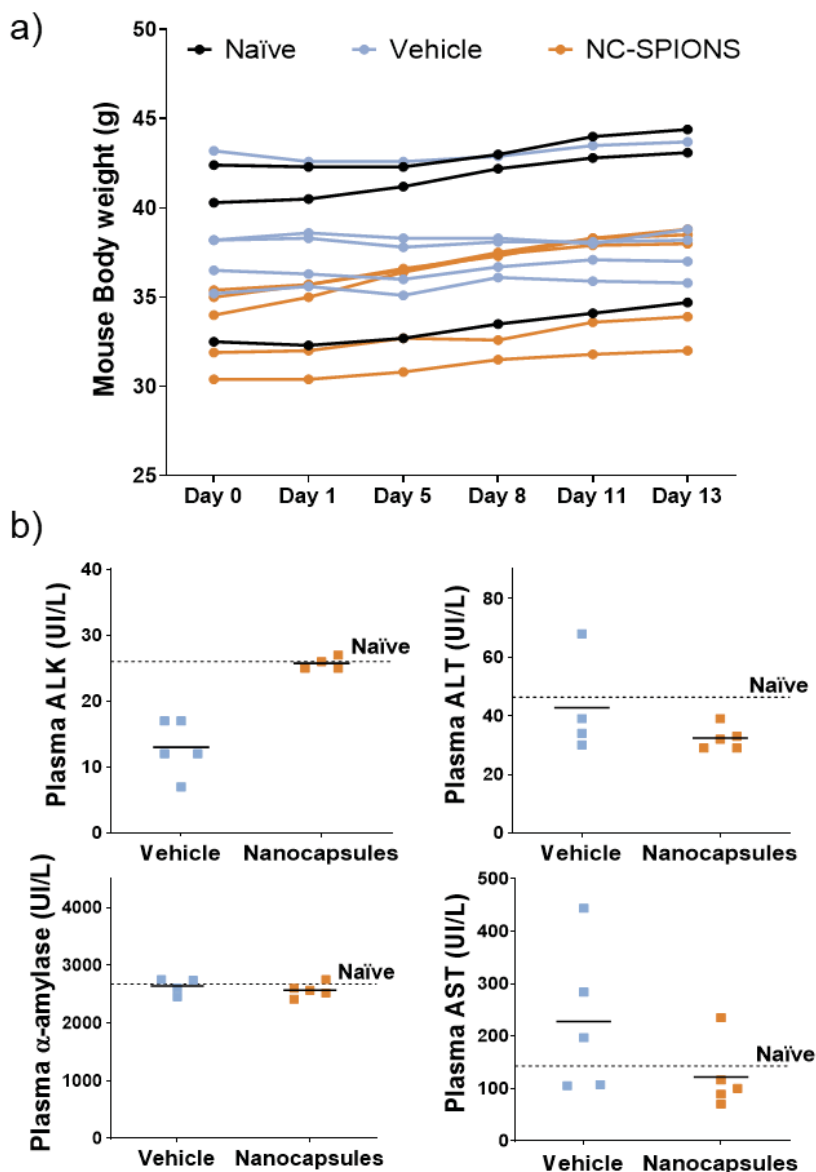 a)
Naïve Vehicle NC-SPIONS
Mouse Body weight (g)
50
45
40
35
30
25
Day 0 Day 1 Day 5 Day 8 Day 11 Day 13
b)
Plasma ALK (UI/L)
40
30
20
10
0
Naïve
Vehicle Nanocapsules
Plasma ALT (UI/L)
80
60
40
20
0
Naïve
Vehicle Nanocapsules
Plasma α-amylase (UI/L)
4000
3000
2000
1000
0
Naïve
Vehicle Nanocapsules
Plasma AST (UI/L)
500
400
300
200
100
0
Naïve
Vehicle Nanocapsules